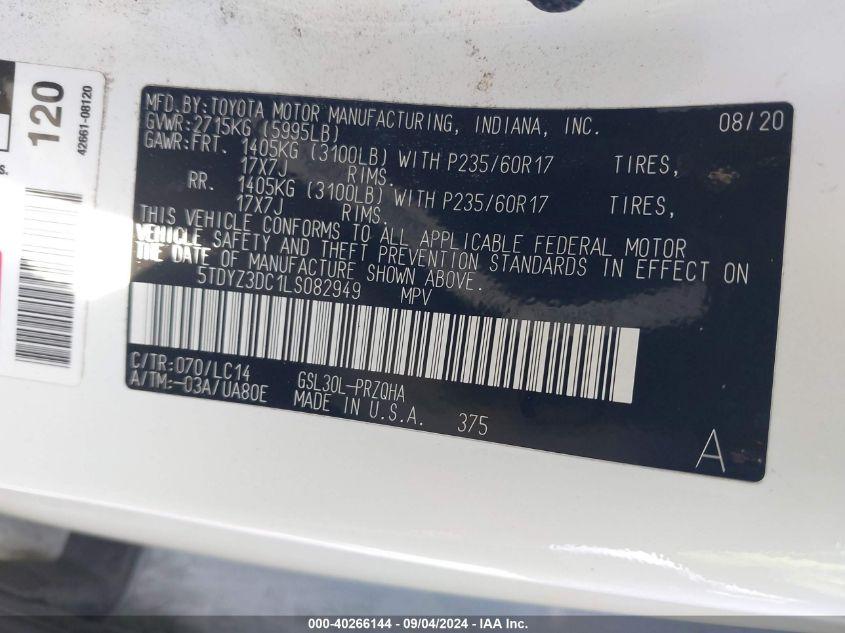 120
42661-08120
s.
MFD.BY:TOYOTA MOTOR MANUFACTURING, INDIANA, INC. 08/20
GVWR:2715KG (5995LB)
GAWR:FRT. 1405KG (3100LB) WITH P235/60R17 TIRES,
17X7J RIMS.
RR. 1405KG (3100LB) WITH P235/60R17 TIRES,
17X7J RIMS.
THIS VEHICLE CONFORMS TO ALL APPLICABLE FEDERAL MOTOR
VEHICLE SAFETY AND THEFT PREVENTION STANDARDS IN EFFECT ON
THE DATE OF MANUFACTURE SHOWN ABOVE.
5TDYZ3DC1LS082949 MPV
C/TR:070/LC14 GSL30L-PRZQHA
A/TM:-03A/UA80E MADE IN U.S.A. 375
A
000-40266144 - 09/04/2024 - IAA Inc.